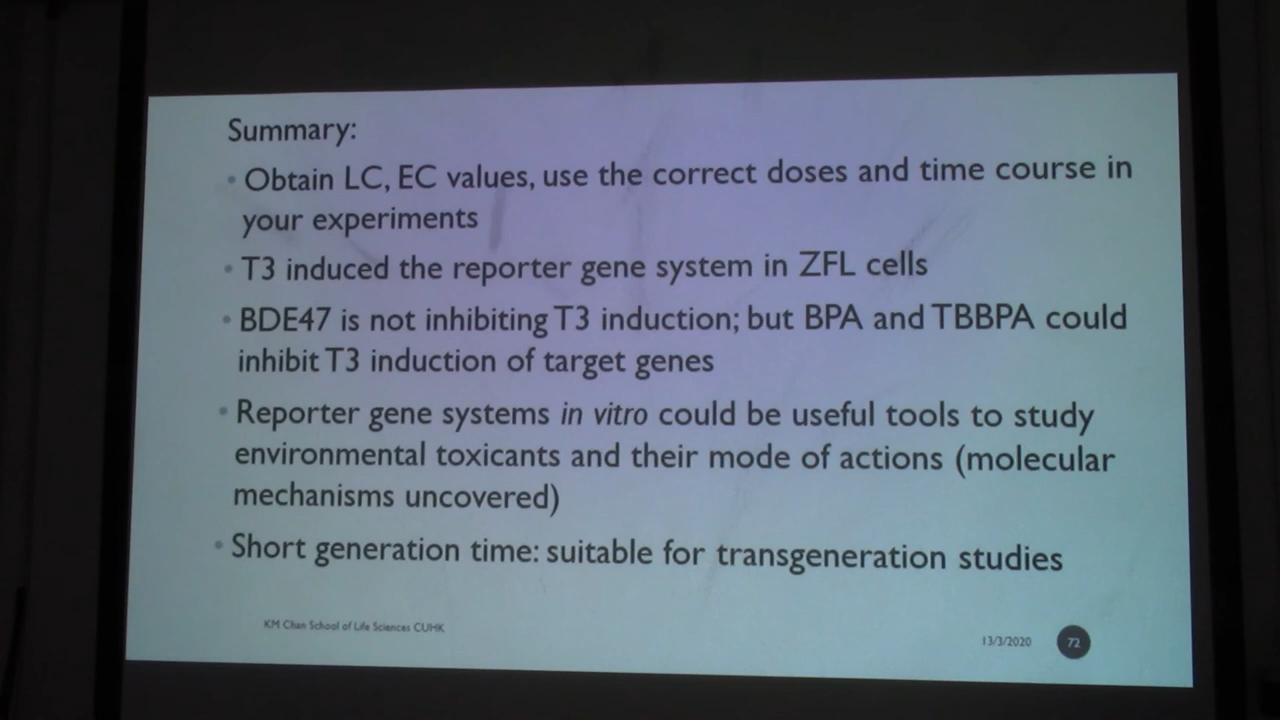 Summary:
• Obtain LC, EC values, use the correct doses and time course in
your experiments
• T3 induced the reporter gene system in ZFL cells
• BDE47 is not inhibiting T3 induction; but BPA and TBBPA could
inhibit T3 induction of target genes
• Reporter gene systems in vitro could be useful tools to study
environmental toxicants and their mode of actions (molecular
mechanisms uncovered)
• Short generation time: suitable for transgeneration studies
KM Chan School of Life Sciences CUHK
13/3/2020 72